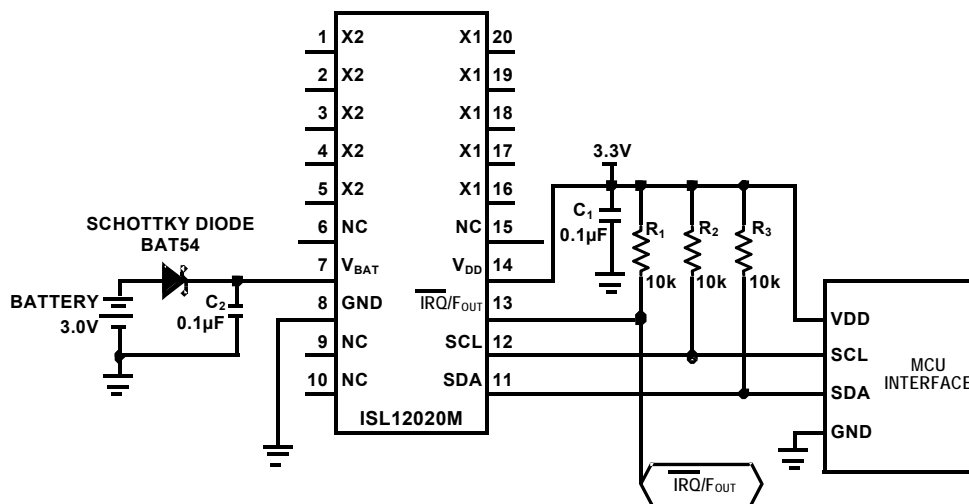 1 X2 X1 20
2 X2 X1 19
3 X2 X1 18
4 X2 X1 17
5 X2 X1 16
6 NC NC 15
7 VBAT VDD 14
8 GND I̅R̅Q̅/FOUT 13
9 NC SCL 12
10 NC SDA 11
ISL12020M
SCHOTTKY DIODE
BAT54
BATTERY
3.0V
C2
0.1µF
3.3V
C1
0.1µF
R1
10k
R2
10k
R3
10k
VDD
SCL
SDA
GND
MCU
INTERFACE
I̅R̅Q̅/FOUT